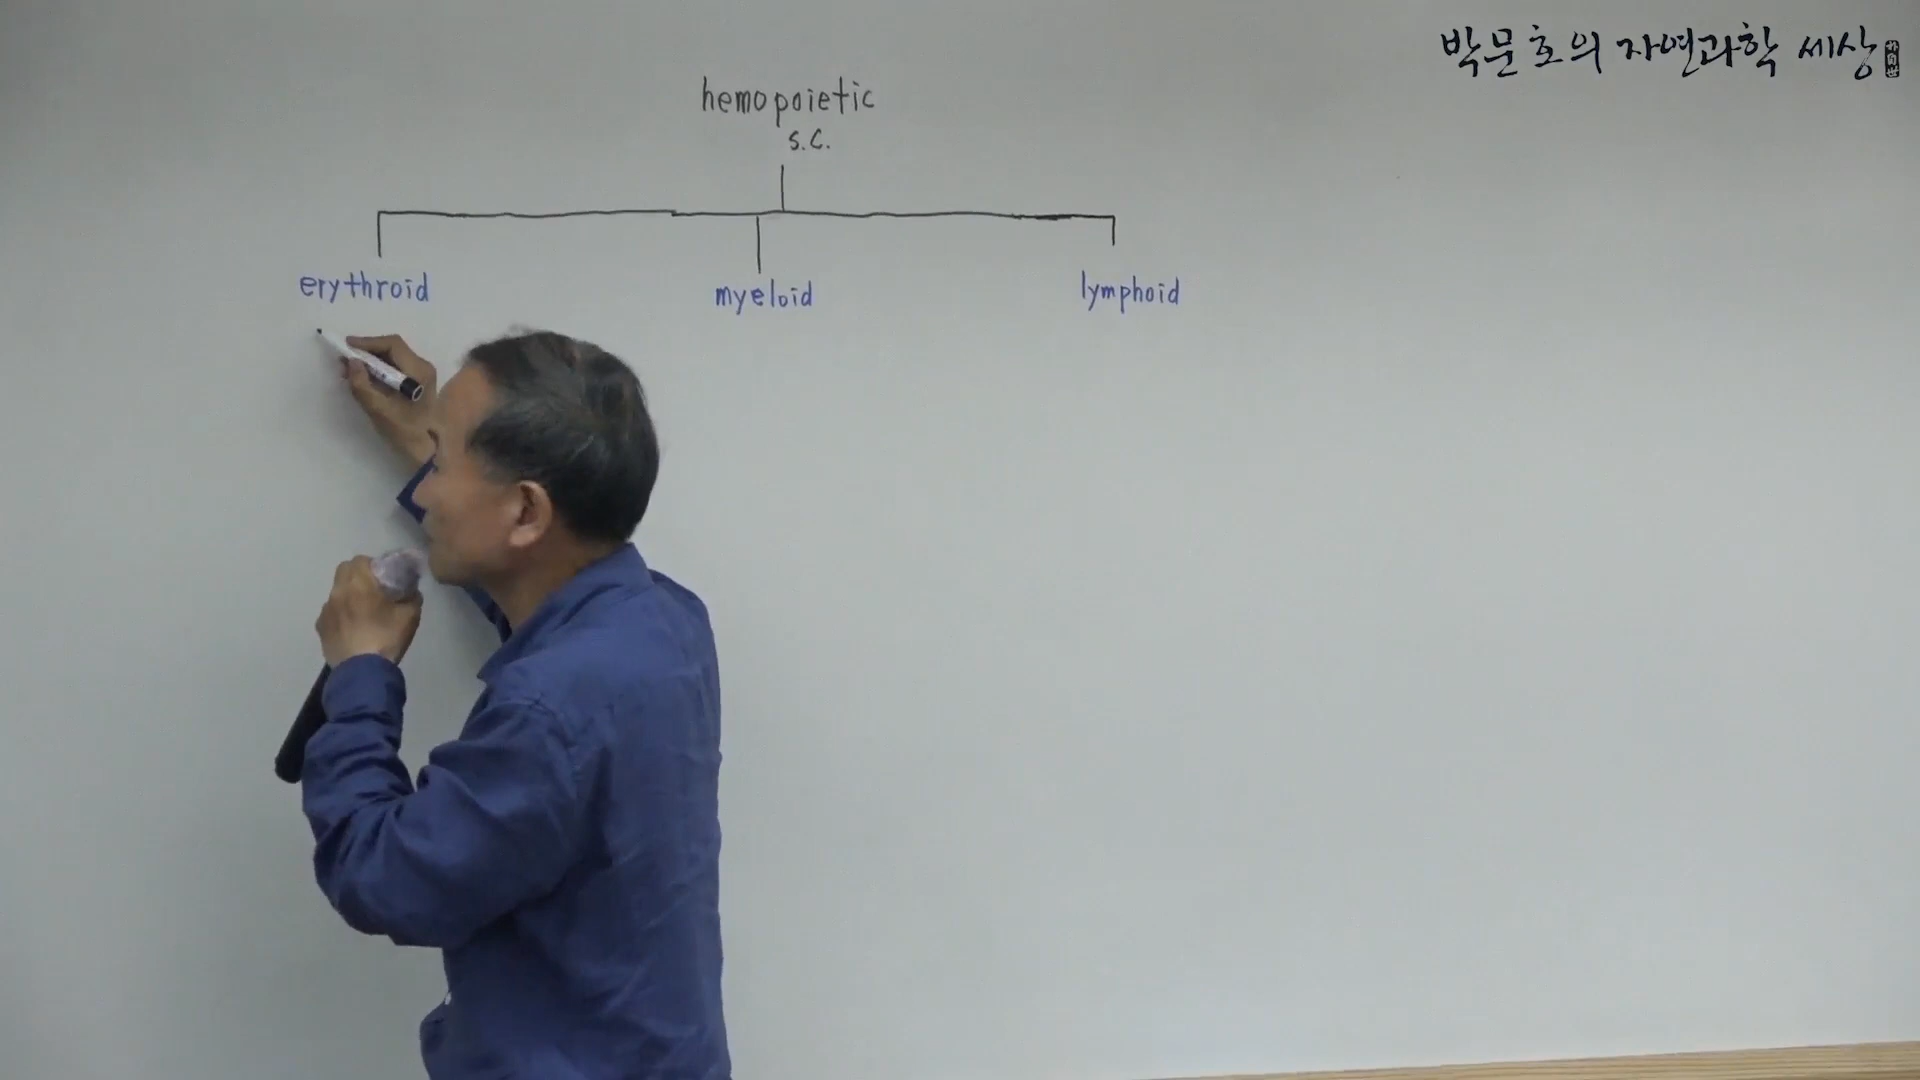 박문호의 자연과학 세상
hemopoietic
s.c.
erythroid
myeloid
lymphoid